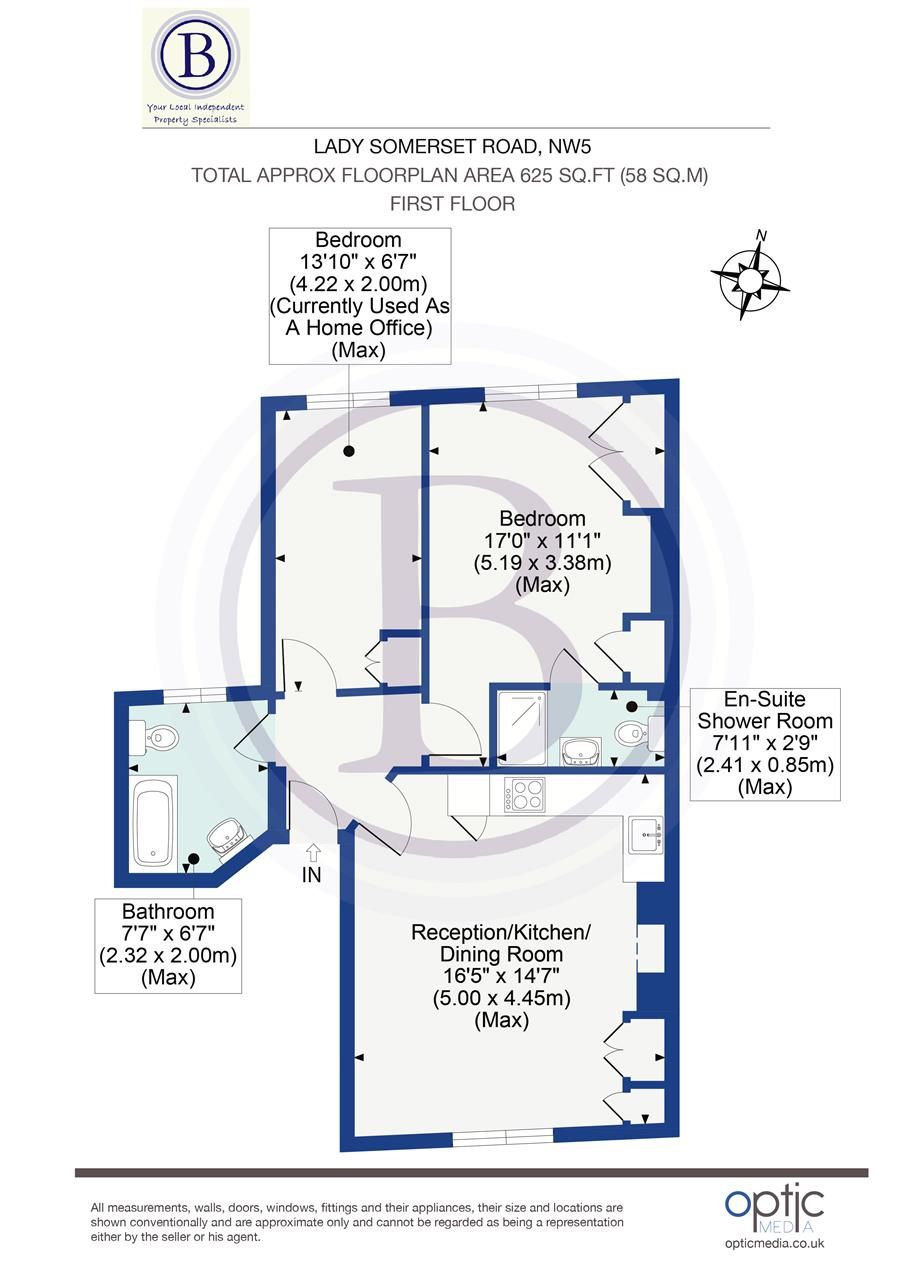 B
Your Local Independent
Property Specialists
LADY SOMERSET ROAD, NW5
TOTAL APPROX FLOORPLAN AREA 625 SQ.FT (58 SQ.M)
FIRST FLOOR
N
Bedroom
13'10" x 6'7"
(4.22 x 2.00m)
(Currently Used As
A Home Office)
(Max)
B
Bedroom
17'0" x 11'1"
(5.19 x 3.38m)
(Max)
En-Suite
Shower Room
7'11" x 2'9"
(2.41 x 0.85m)
(Max)
IN
Bathroom
7'7" x 6'7"
(2.32 x 2.00m)
(Max)
Reception/Kitchen/
Dining Room
16'5" x 14'7"
(5.00 x 4.45m)
(Max)
All measurements, walls, doors, windows, fittings and their appliances, their size and locations are
shown conventionally and are approximate only and cannot be regarded as being a representation
either by the seller or his agent.
optic
MEDIA
opticmedia.co.uk